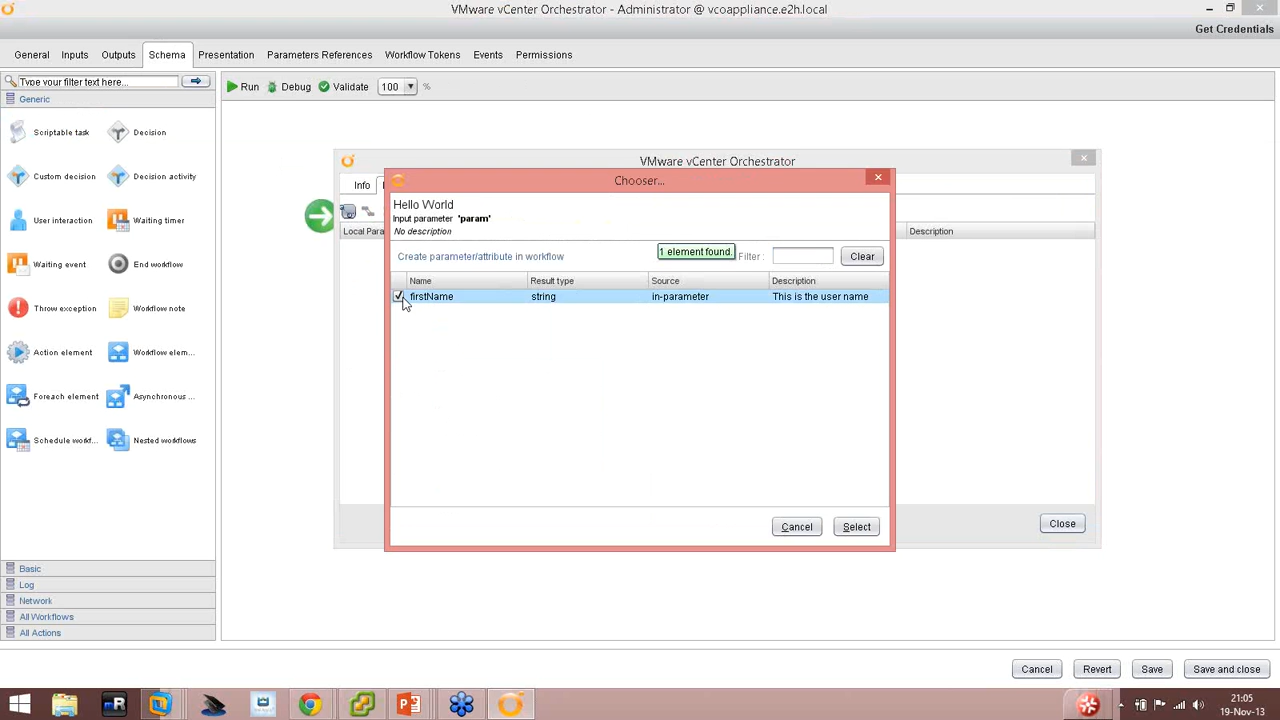 VMware vCenter Orchestrator - Administrator @ vcoappliance.e2h.local
Get Credentials
General Inputs Outputs Schema Presentation Parameters References Workflow Tokens Events Permissions
Type your filter text here...
Run Debug Validate 100 %
Generic
Scriptable task Decision
Custom decision Decision activity
User interaction Waiting timer
Waiting event End workflow
Throw exception Workflow note
Action element Workflow elem...
Foreach element Asynchronous ...
Schedule workf... Nested workflows
Basic
Log
Network
All Workflows
All Actions
VMware vCenter Orchestrator
Info
Local Para
Description
Close
Chooser...
Hello World
Input parameter 'param'
No description
Create parameter/attribute in workflow
1 element found.
Filter :
Clear
Name Result type Source Description
firstName string in-parameter This is the user name
Cancel Select
Cancel Revert Save Save and close
21:05
19-Nov-13